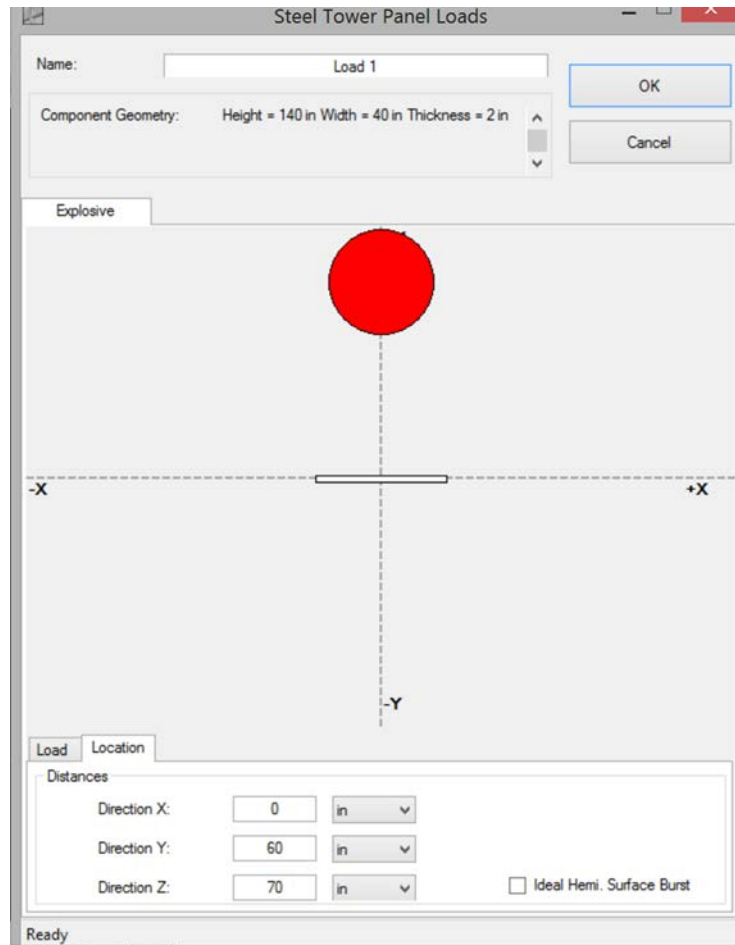 Steel Tower Panel Loads
Name:
Load 1
OK
Component Geometry:
Height = 140 in Width = 40 in Thickness = 2 in
Cancel
Explosive
-X
+X
-Y
Load
Location
Distances
Direction X:
0
in
Direction Y:
60
in
Direction Z:
70
in
Ideal Hemi. Surface Burst
Ready